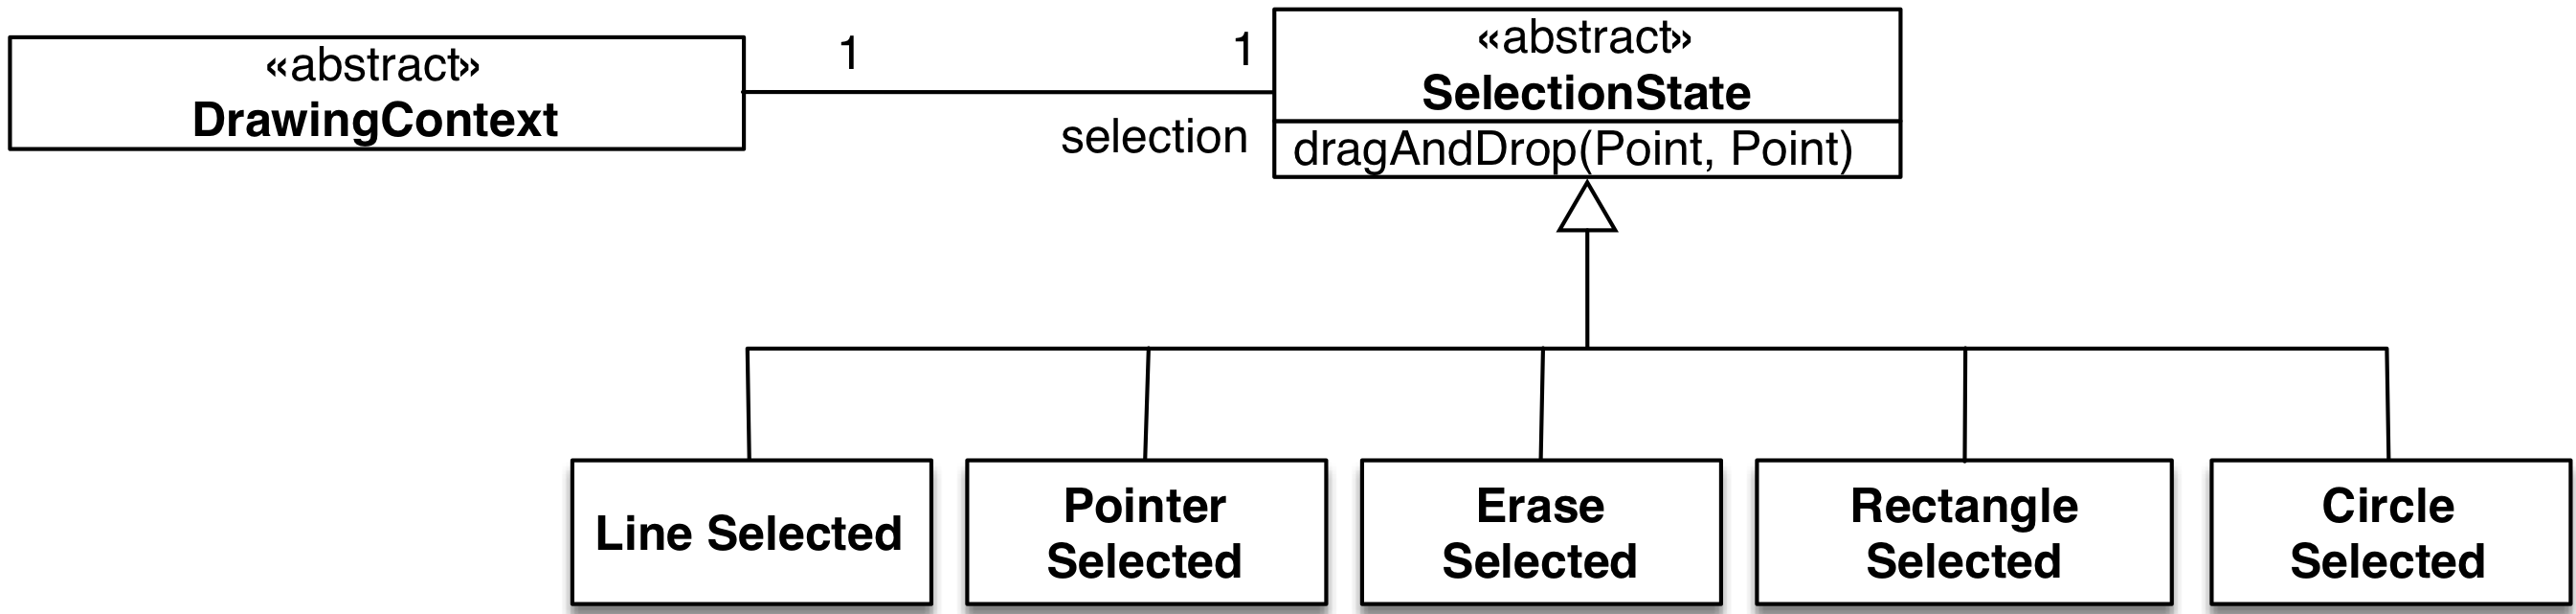 «abstract»
DrawingContext
1
1
selection
«abstract»
SelectionState
dragAndDrop(Point, Point)
Line Selected
Pointer
Selected
Erase
Selected
Rectangle
Selected
Circle
Selected